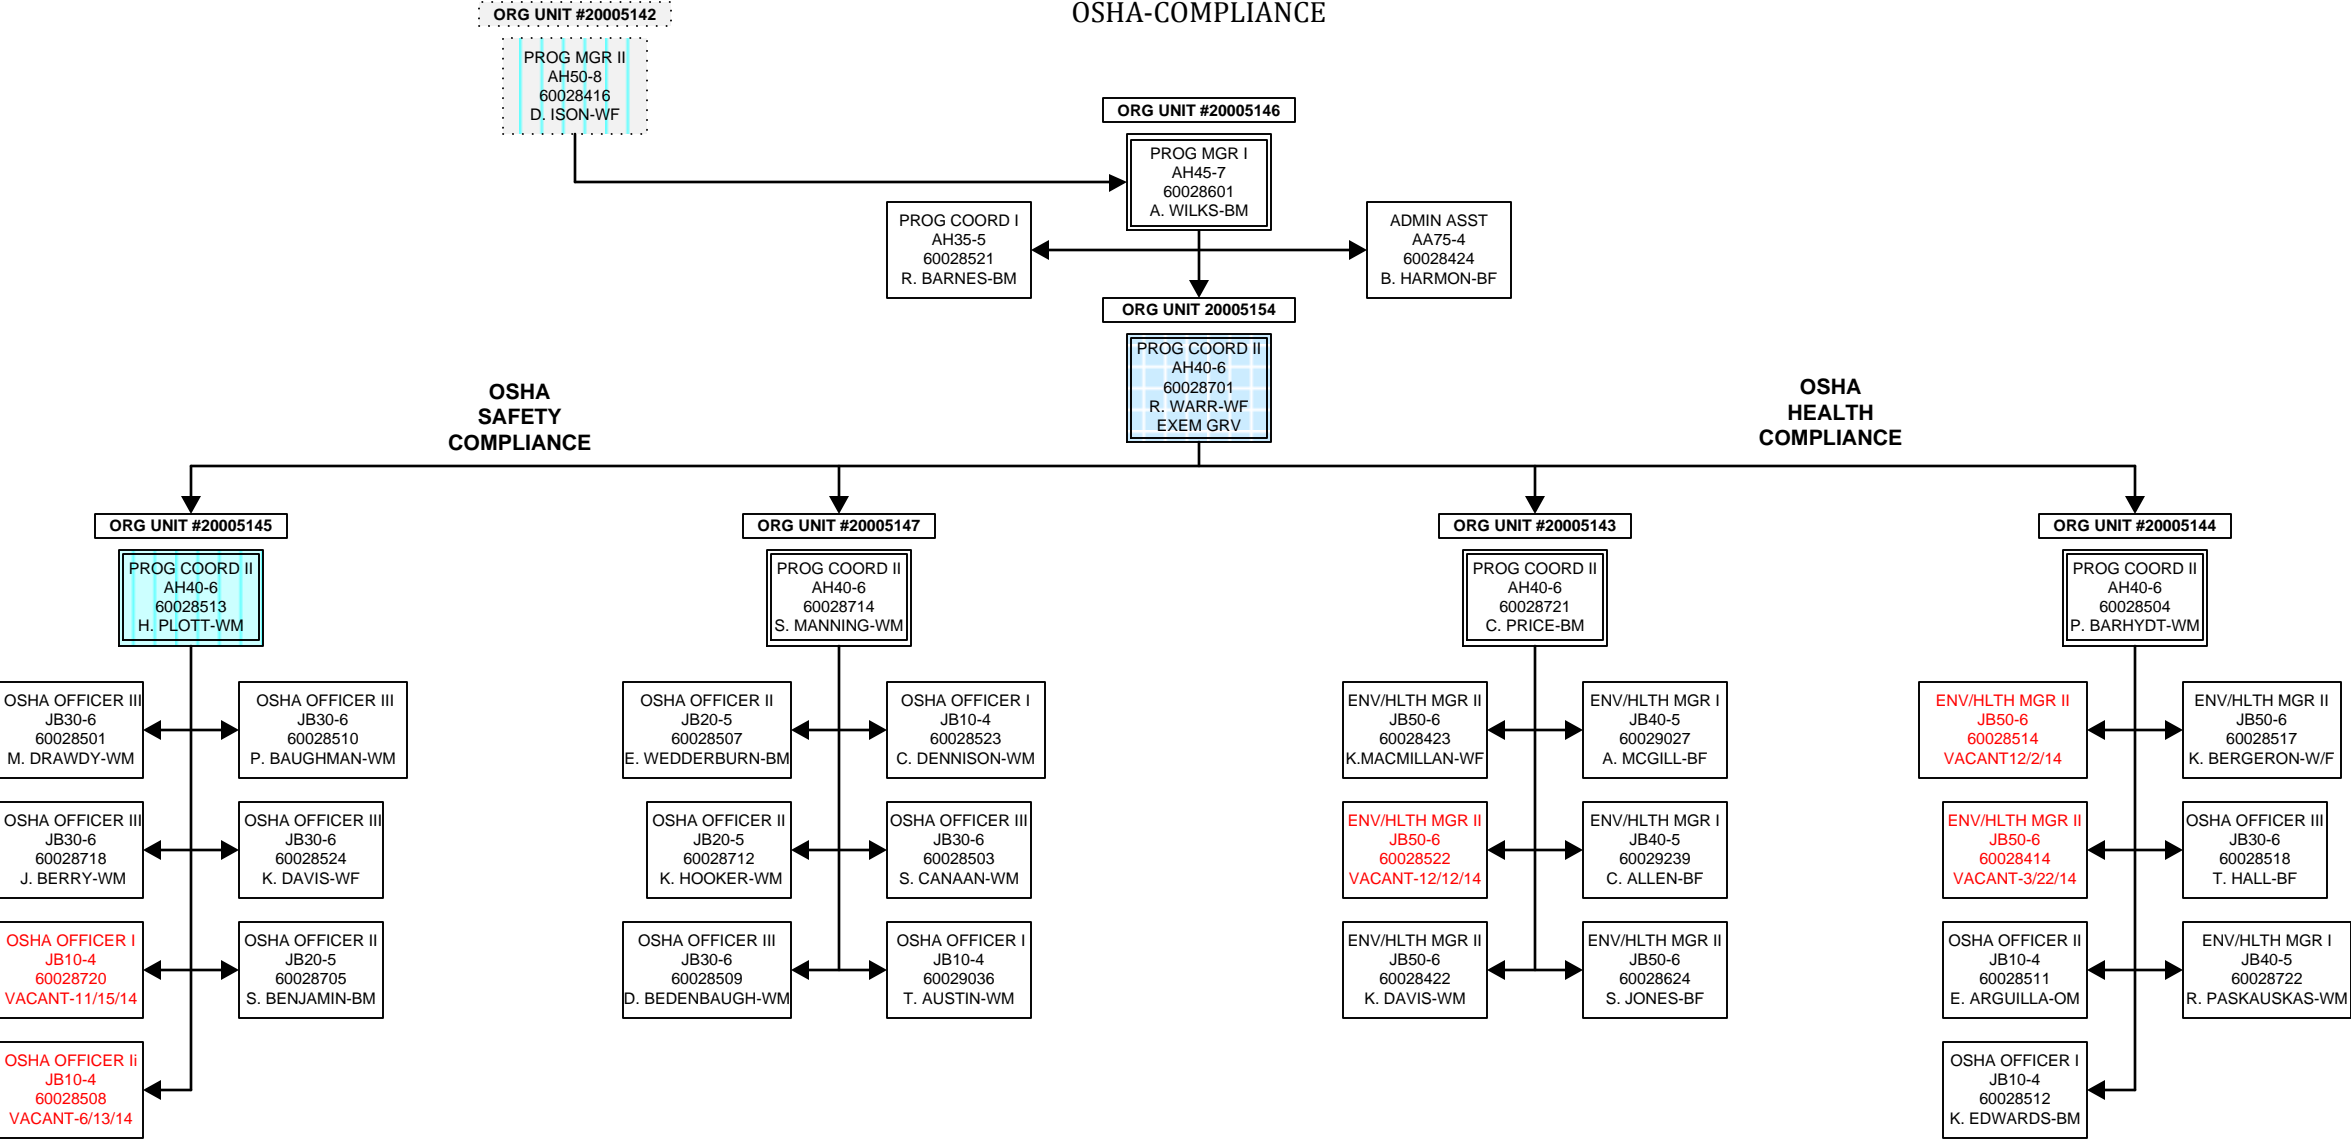 OSHA-COMPLIANCE
ORG UNIT #20005142
PROG MGR II
AH50-8
60028416
D. ISON-WF
ORG UNIT #20005146
PROG MGR I
AH45-7
60028601
A. WILKS-BM
PROG COORD I
AH35-5
60028521
R. BARNES-BM
ADMIN ASST
AA75-4
60028424
B. HARMON-BF
ORG UNIT 20005154
PROG COORD II
AH40-6
60028701
R. WARR-WF
EXEM GRV
OSHA
SAFETY
COMPLIANCE
OSHA
HEALTH
COMPLIANCE
ORG UNIT #20005145
PROG COORD II
AH40-6
60028513
H. PLOTT-WM
OSHA OFFICER III
JB30-6
60028501
M. DRAWDY-WM
OSHA OFFICER III
JB30-6
60028510
P. BAUGHMAN-WM
OSHA OFFICER III
JB30-6
60028718
J. BERRY-WM
OSHA OFFICER III
JB30-6
60028524
K. DAVIS-WF
OSHA OFFICER I
JB10-4
60028720
VACANT-11/15/14
OSHA OFFICER II
JB20-5
60028705
S. BENJAMIN-BM
OSHA OFFICER Ii
JB10-4
60028508
VACANT-6/13/14
ORG UNIT #20005147
PROG COORD II
AH40-6
60028714
S. MANNING-WM
OSHA OFFICER II
JB20-5
60028507
E. WEDDERBURN-BM
OSHA OFFICER I
JB10-4
60028523
C. DENNISON-WM
OSHA OFFICER II
JB20-5
60028712
K. HOOKER-WM
OSHA OFFICER III
JB30-6
60028503
S. CANAAN-WM
OSHA OFFICER III
JB30-6
60028509
D. BEDENBAUGH-WM
OSHA OFFICER I
JB10-4
60029036
T. AUSTIN-WM
ORG UNIT #20005143
PROG COORD II
AH40-6
60028721
C. PRICE-BM
ENV/HLTH MGR II
JB50-6
60028423
K.MACMILLAN-WF
ENV/HLTH MGR I
JB40-5
60029027
A. MCGILL-BF
ENV/HLTH MGR II
JB50-6
60028522
VACANT-12/12/14
ENV/HLTH MGR I
JB40-5
60029239
C. ALLEN-BF
ENV/HLTH MGR II
JB50-6
60028422
K. DAVIS-WM
ENV/HLTH MGR II
JB50-6
60028624
S. JONES-BF
ORG UNIT #20005144
PROG COORD II
AH40-6
60028504
P. BARHYDT-WM
ENV/HLTH MGR II
JB50-6
60028514
VACANT12/2/14
ENV/HLTH MGR II
JB50-6
60028517
K. BERGERON-W/F
ENV/HLTH MGR II
JB50-6
60028414
VACANT-3/22/14
OSHA OFFICER III
JB30-6
60028518
T. HALL-BF
OSHA OFFICER II
JB10-4
60028511
E. ARGUILLA-OM
ENV/HLTH MGR I
JB40-5
60028722
R. PASKAUSKAS-WM
OSHA OFFICER I
JB10-4
60028512
K. EDWARDS-BM